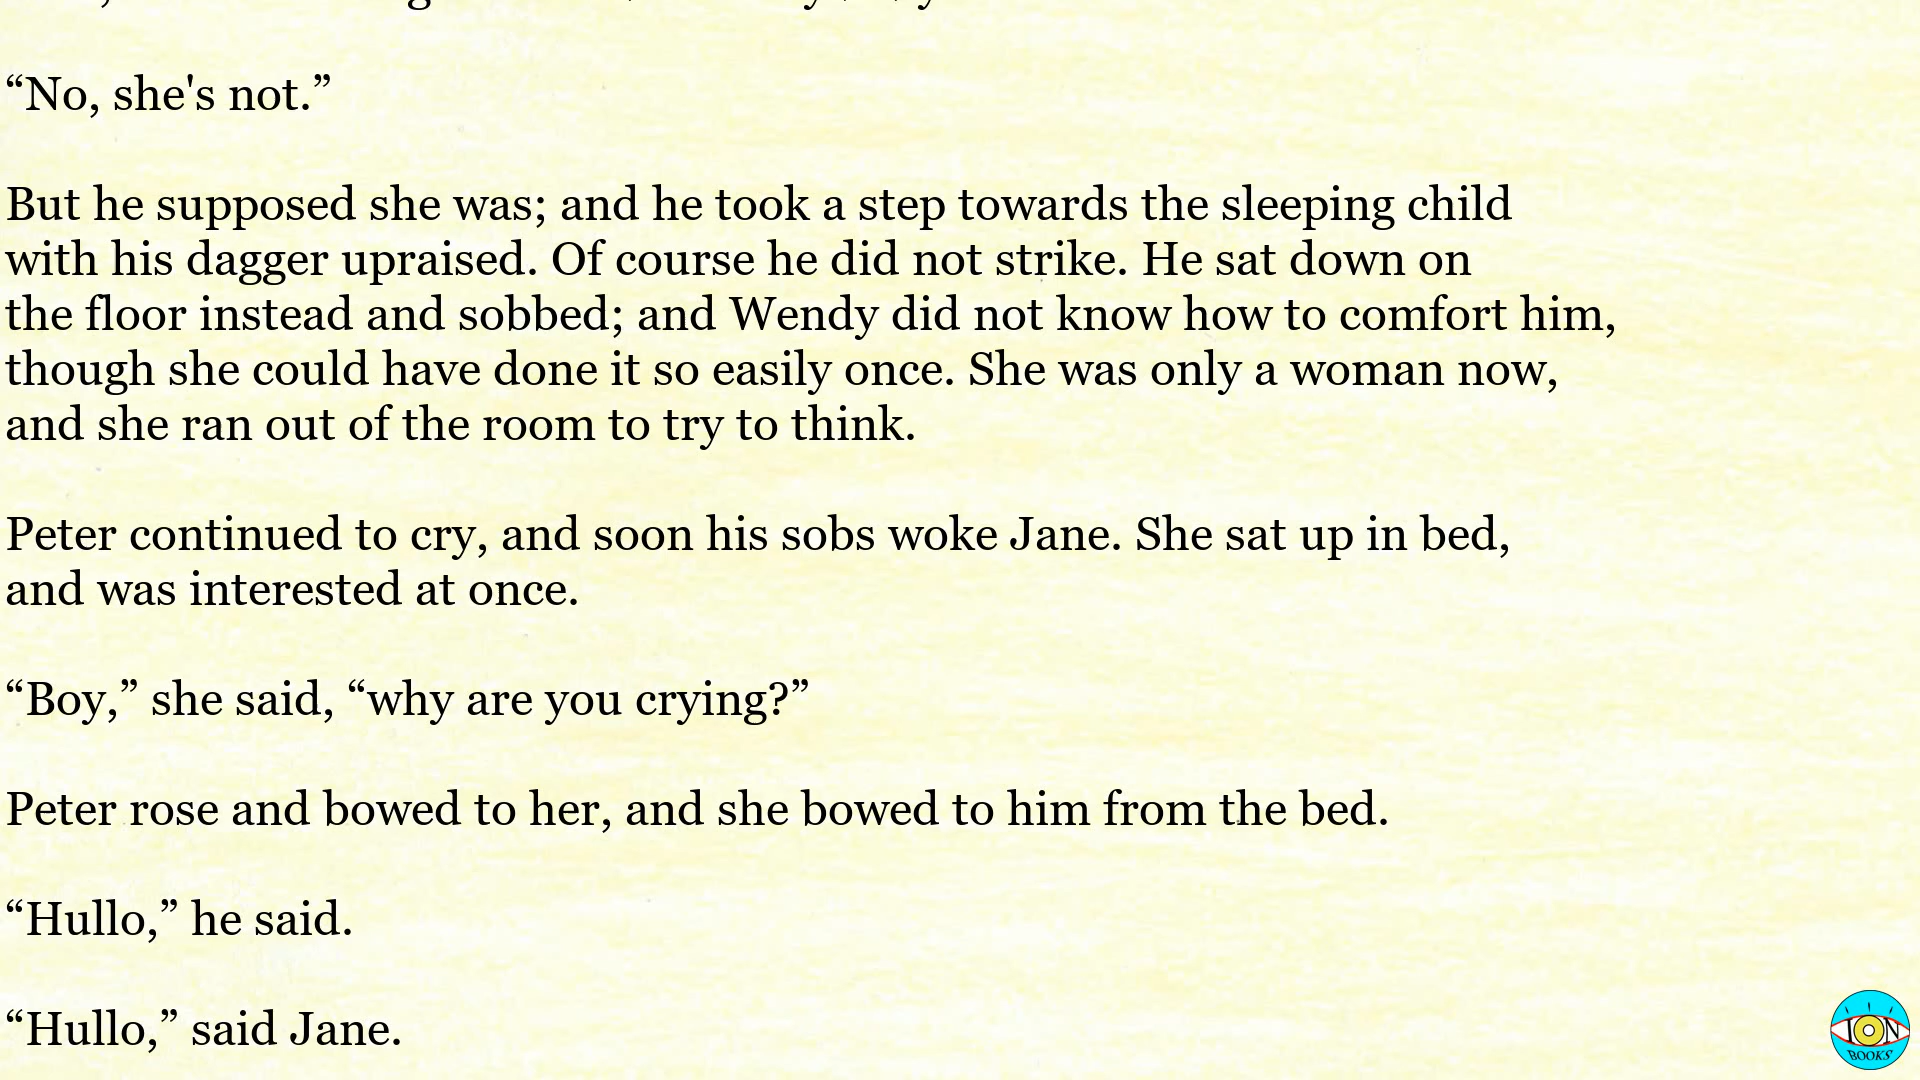 “No, she's not.”
But he supposed she was; and he took a step towards the sleeping child
with his dagger upraised. Of course he did not strike. He sat down on
the floor instead and sobbed; and Wendy did not know how to comfort him,
though she could have done it so easily once. She was only a woman now,
and she ran out of the room to try to think.
Peter continued to cry, and soon his sobs woke Jane. She sat up in bed,
and was interested at once.
“Boy,” she said, “why are you crying?”
Peter rose and bowed to her, and she bowed to him from the bed.
“Hullo,” he said.
“Hullo,” said Jane.
ION
BOOKS